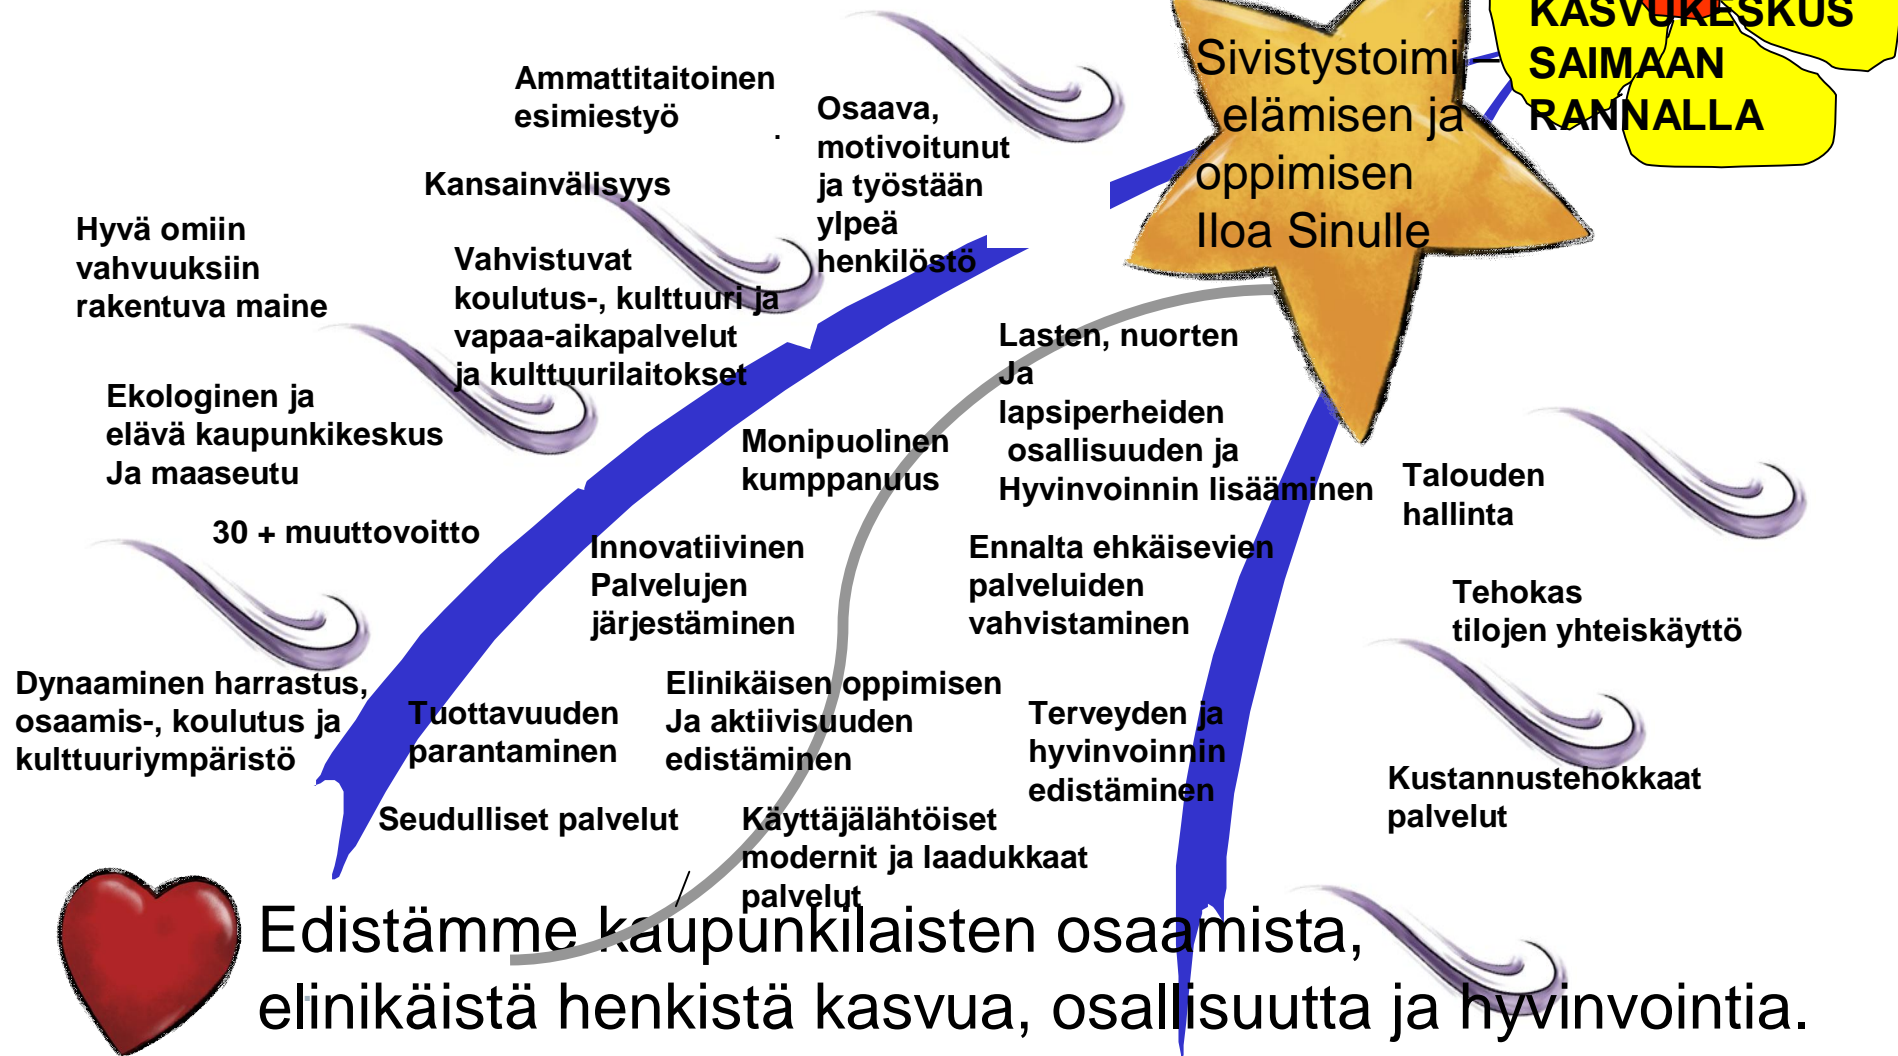 KASVUKESKUS
SAIMAAN
RANNALLA
Sivistystoimi –
elämisen ja
oppimisen
Iloa Sinulle
Ammattitaitoinen
esimiestyö
.
Osaava,
motivoitunut
ja työstään
ylpeä
henkilöstö
Kansainvälisyys
Hyvä omiin
vahvuuksiin
rakentuva maine
Vahvistuvat
koulutus-, kulttuuri ja
vapaa-aikapalvelut
ja kulttuurilaitokset
Ekologinen ja
elävä kaupunkikeskus
Ja maaseutu
30 + muuttovoitto
Lasten, nuorten
Ja
lapsiperheiden
osallisuuden ja
Hyvinvoinnin lisääminen
Monipuolinen
kumppanuus
Talouden
hallinta
Innovatiivinen
Palvelujen
järjestäminen
Ennalta ehkäisevien
palveluiden
vahvistaminen
Tehokas
tilojen yhteiskäyttö
Dynaaminen harrastus,
osaamis-, koulutus ja
kulttuuriympäristö
Tuottavuuden
parantaminen
Elinikäisen oppimisen
Ja aktiivisuuden
edistäminen
Terveyden ja
hyvinvoinnin
edistäminen
Kustannustehokkaat
palvelut
Seudulliset palvelut
Käyttäjälähtöiset
modernit ja laadukkaat
palvelut
Edistämme kaupunkilaisten osaamista,
elinikäistä henkistä kasvua, osallisuutta ja hyvinvointia.